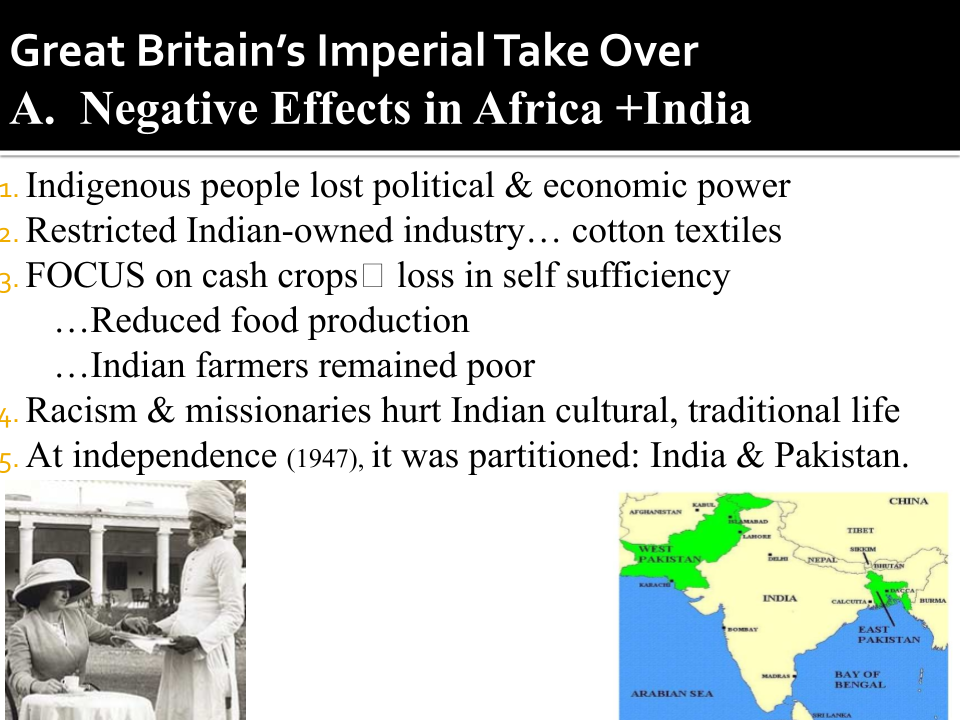 Great Britain's Imperial Take Over
A. Negative Effects in Africa +India
1. Indigenous people lost political & economic power
2. Restricted Indian-owned industry… cotton textiles
3. FOCUS on cash crops□ loss in self sufficiency
…Reduced food production
…Indian farmers remained poor
4. Racism & missionaries hurt Indian cultural, traditional life
5. At independence (1947), it was partitioned: India & Pakistan.
CHINA
AFGHANISTAN
KABUL
ISLAMABAD
LAHORE
TIBET
WEST
PAKISTAN
DELHI
NEPAL
SIKKIM
BHUTAN
KARACHI
INDIA
CALCUTTA
DACCA
BURMA
BOMBAY
EAST
PAKISTAN
MADRAS
BAY OF
BENGAL
ARABIAN SEA
SRI LANKA